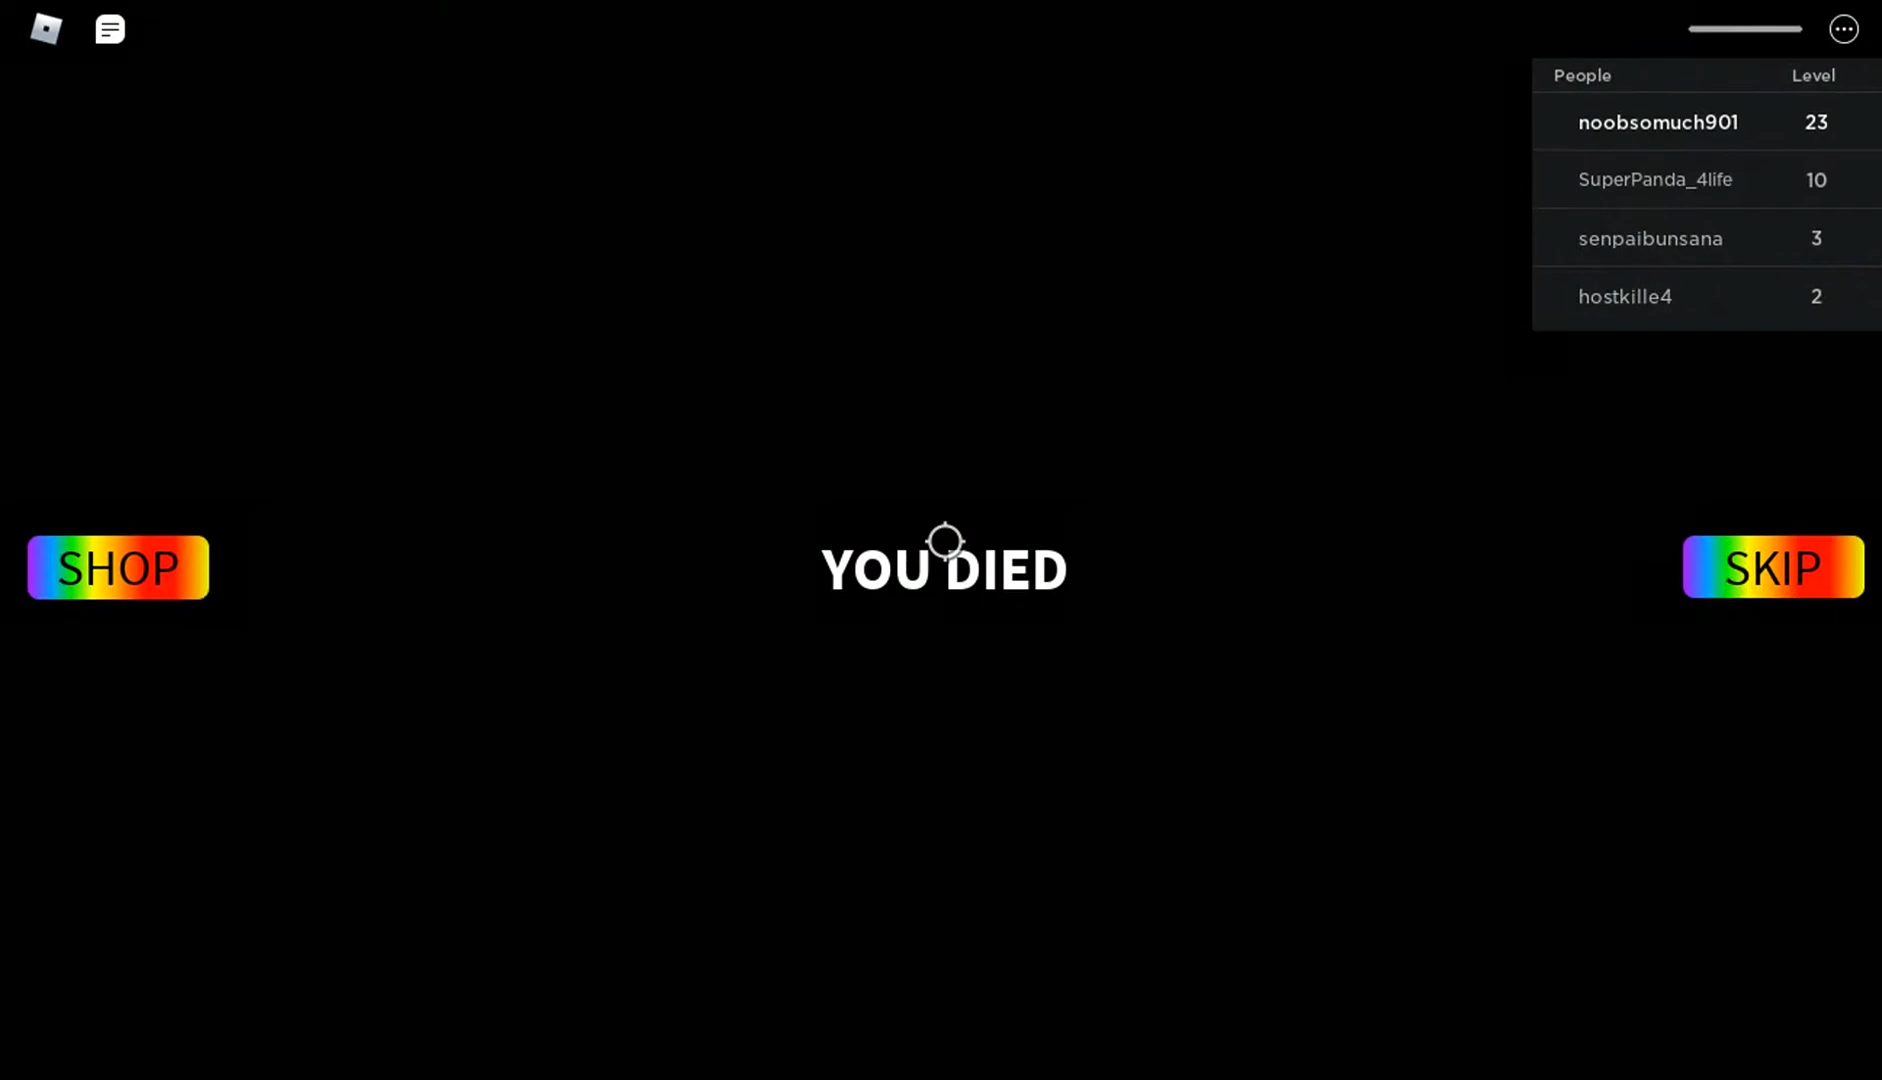 People Level
noobsomuch901 23
SuperPanda_4life 10
senpaibunsana 3
hostkille4 2
SHOP
YOU DIED
SKIP